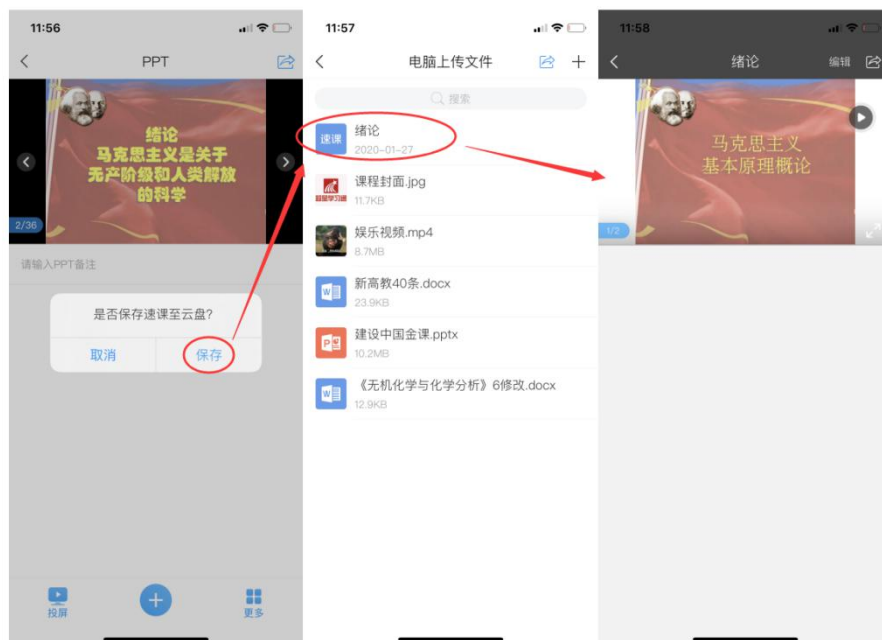 11:56
PPT
绪论
马克思主义是关于
无产阶级和人类解放
的科学
2/36
请输入PPT备注
是否保存速课至云盘?
取消
保存
投屏
更多
11:57
电脑上传文件
搜索
速课
绪论
2020-01-27
课程封面.jpg
11.7KB
娱乐视频.mp4
8.7MB
新高教40条.docx
23.9KB
建设中国金课.pptx
10.2MB
《无机化学与化学分析》6修改.docx
12.9KB
11:58
绪论
编辑
马克思主义
基本原理概论
1/2